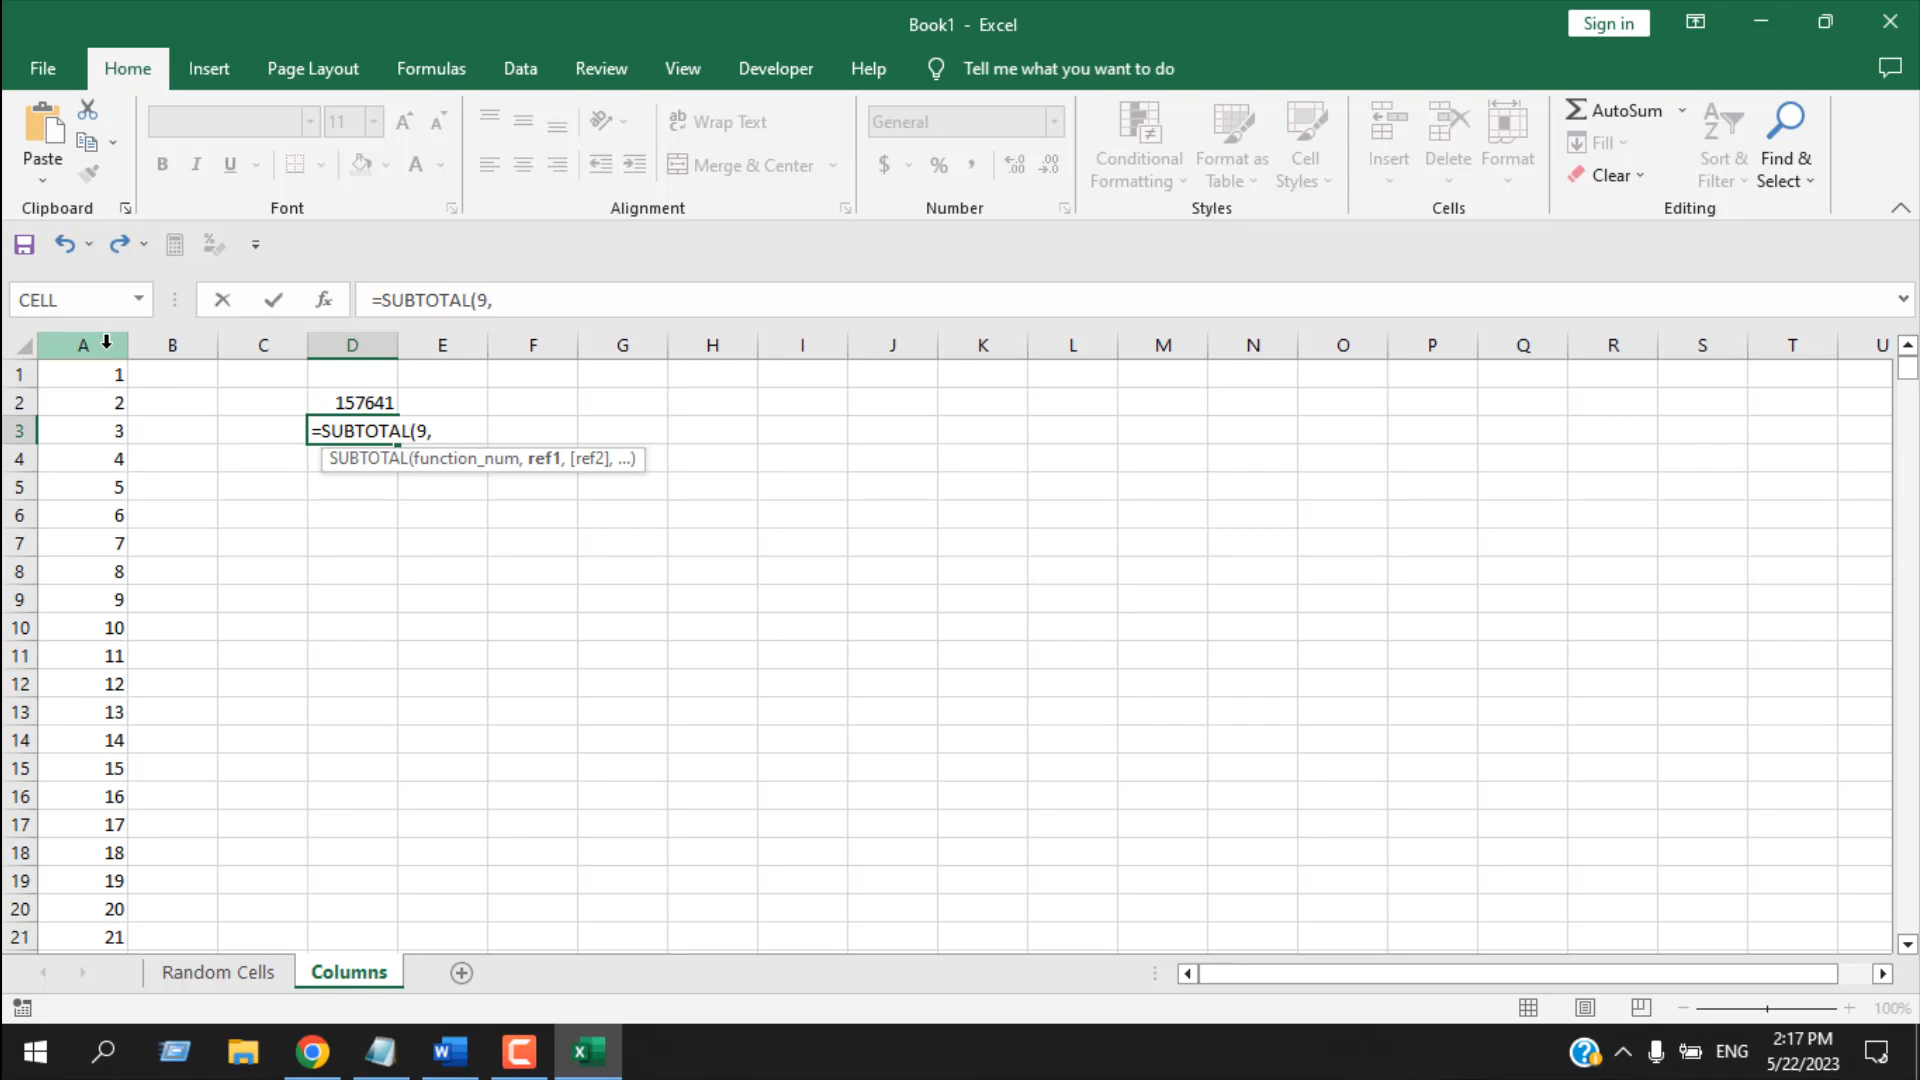 Book1 - Excel
Sign in
File Home Insert Page Layout Formulas Data Review View Developer Help Tell me what you want to do
Paste
11
Wrap Text
General
Merge & Center
Conditional Formatting
Format as Table
Cell Styles
Insert
Delete
Format
AutoSum
Fill
Clear
Sort & Filter
Find & Select
Clipboard Font Alignment Number Styles Cells Editing
CELL
fx
=SUBTOTAL(9,
A B C D E F G H I J K L M N O P Q R S T U
1 1
2 2 157641
3 3 =SUBTOTAL(9,
4 4 SUBTOTAL(function_num, ref1, [ref2], ...)
5 5
6 6
7 7
8 8
9 9
10 10
11 11
12 12
13 13
14 14
15 15
16 16
17 17
18 18
19 19
20 20
21 21
Random Cells Columns
100%
ENG
2:17 PM
5/22/2023